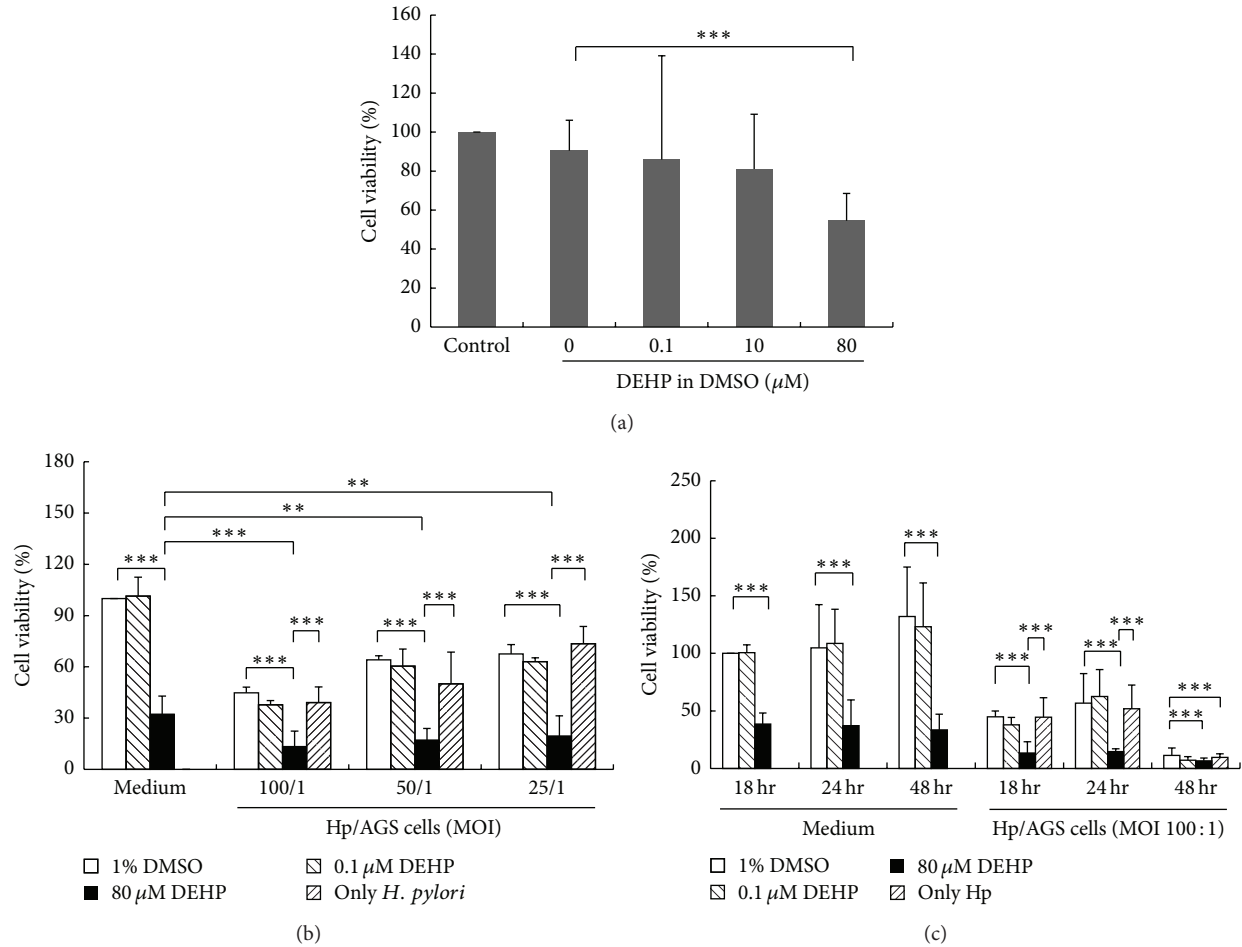 160
***
140
120
100
80
60
40
20
0
Cell viability (%)
Control 0 0.1 10 80
DEHP in DMSO (μM)
(a)
180
150
120
90
60
30
0
Cell viability (%)
**
**
***
***
***
***
***
***
***
***
Medium 100/1 50/1 25/1
Hp/AGS cells (MOI)
1% DMSO 0.1 μM DEHP
80 μM DEHP Only H. pylori
(b)
250
200
150
100
50
0
Cell viability (%)
***
***
***
***
***
***
***
***
***
18 hr 24 hr 48 hr 18 hr 24 hr 48 hr
Medium Hp/AGS cells (MOI 100 : 1)
1% DMSO 80 μM DEHP
0.1 μM DEHP Only Hp
(c)